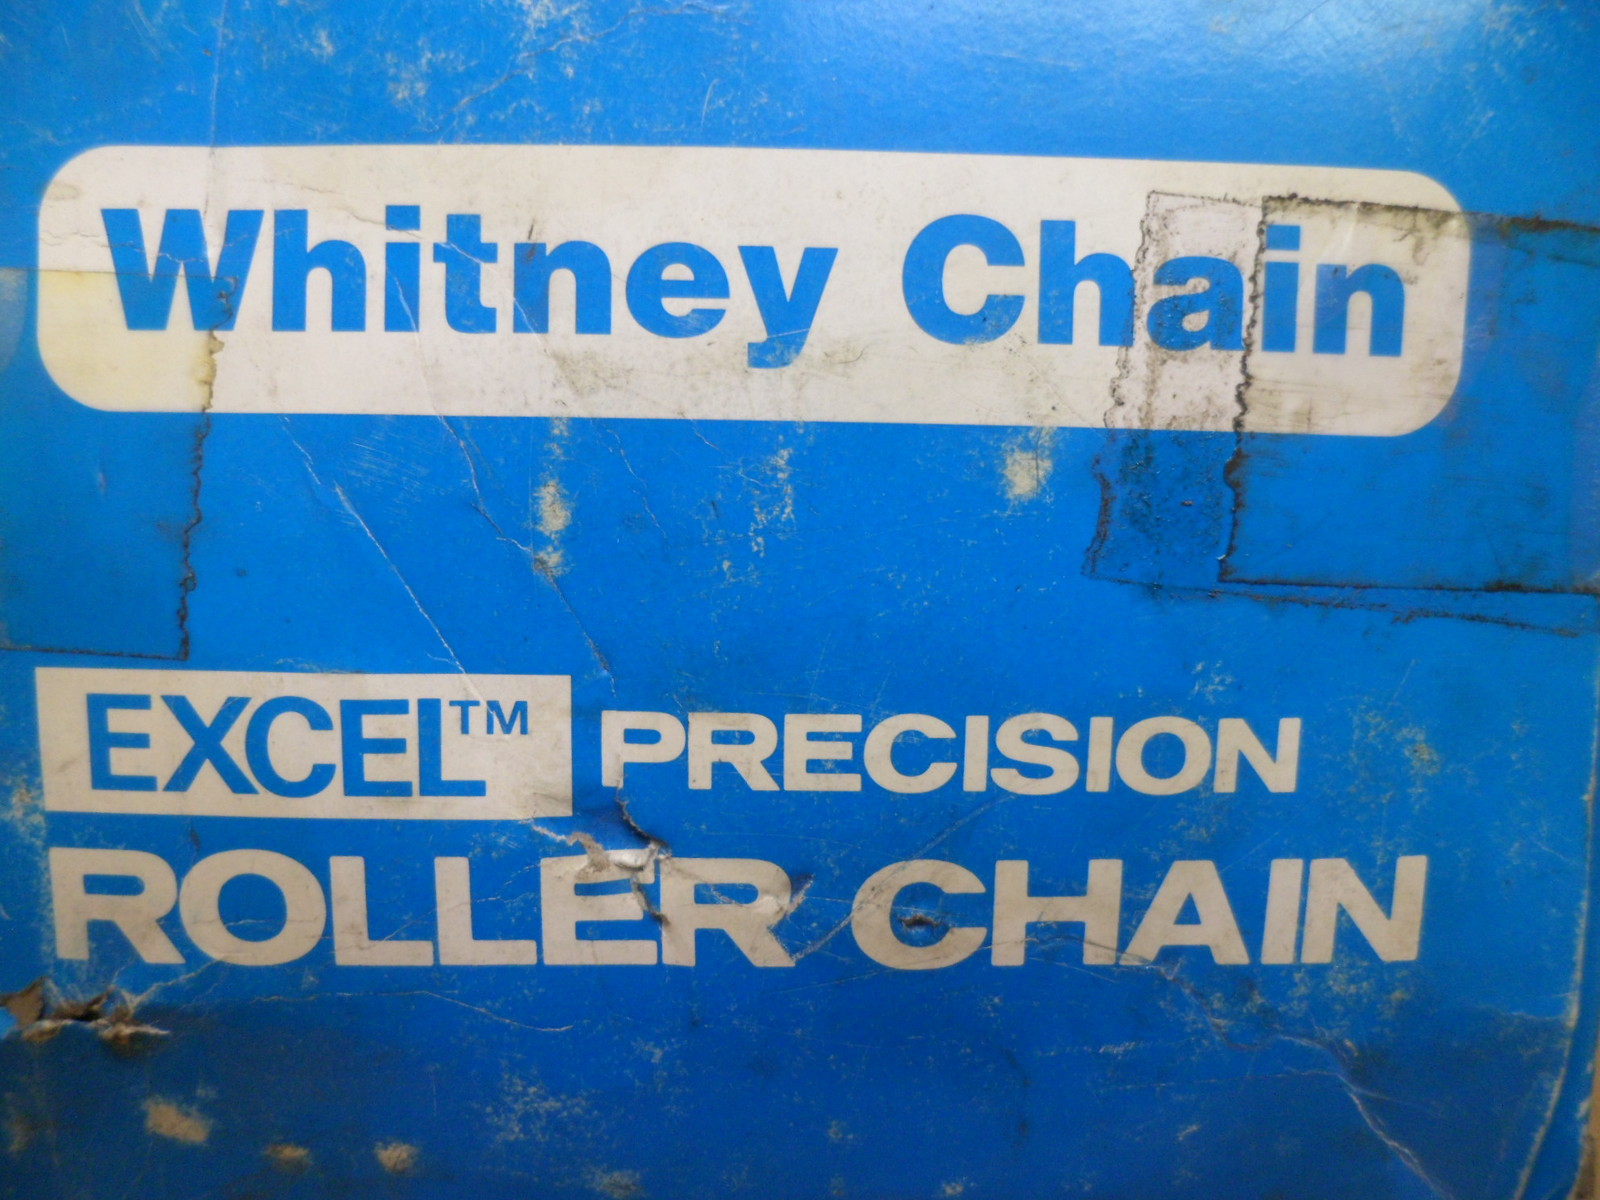 Whitney Chain
EXCEL™ PRECISION
ROLLER CHAIN